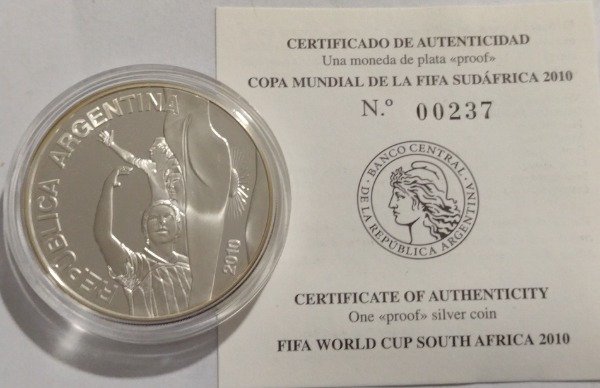 REPUBLICA ARGENTINA
2010
CERTIFICADO DE AUTENTICIDAD
Una moneda de plata «proof»
COPA MUNDIAL DE LA FIFA SUDÁFRICA 2010
N.º 00237
BANCO CENTRAL
DE LA REPÚBLICA ARGENTINA
CERTIFICATE OF AUTHENTICITY
One «proof» silver coin
FIFA WORLD CUP SOUTH AFRICA 2010